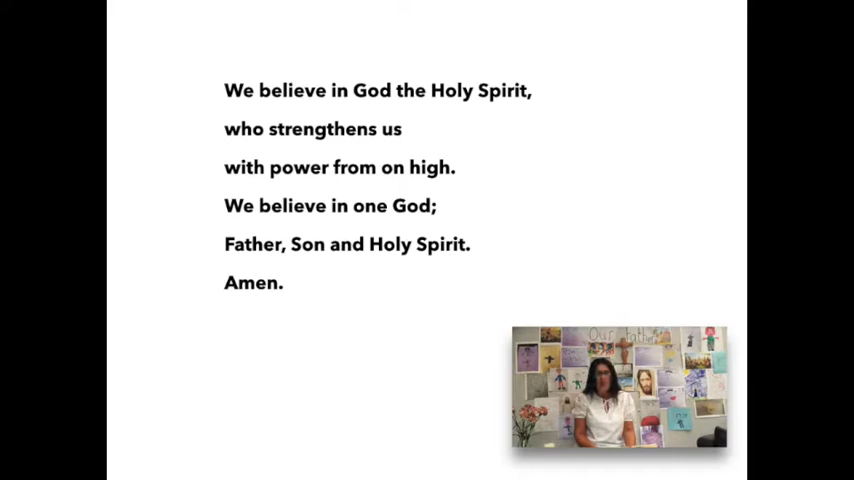 We believe in God the Holy Spirit,
who strengthens us
with power from on high.
We believe in one God;
Father, Son and Holy Spirit.
Amen.
Our Father